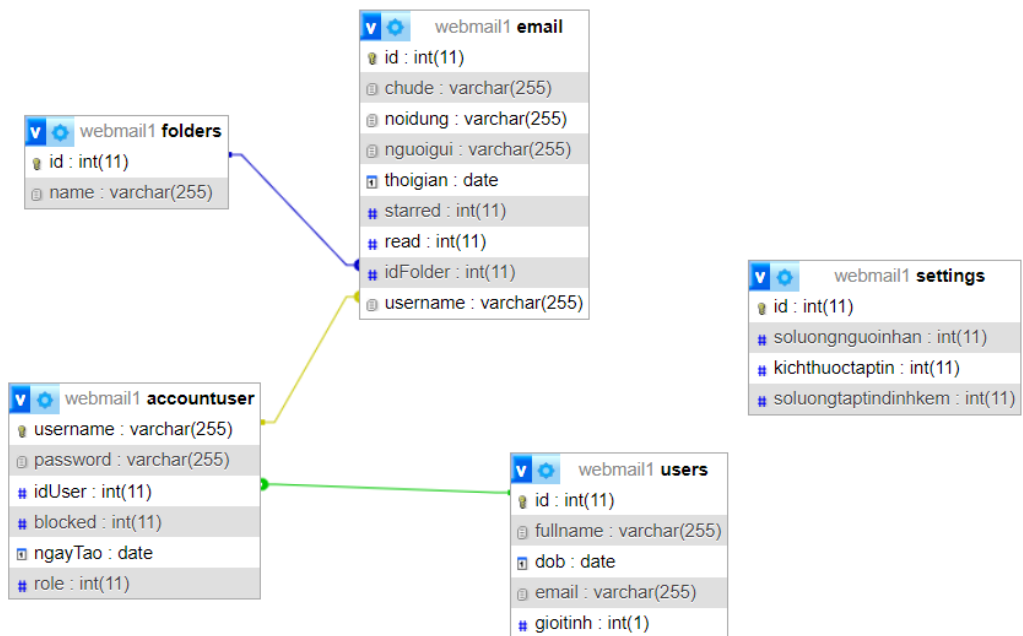 webmail1 email
id : int(11)
chude : varchar(255)
noidung : varchar(255)
nguoigui : varchar(255)
thoigian : date
starred : int(11)
read : int(11)
idFolder : int(11)
username : varchar(255)
webmail1 folders
id : int(11)
name : varchar(255)
webmail1 settings
id : int(11)
soluongnguoinhan : int(11)
kichthuoctaptin : int(11)
soluongtaptindinhkem : int(11)
webmail1 accountuser
username : varchar(255)
password : varchar(255)
idUser : int(11)
blocked : int(11)
ngayTao : date
role : int(11)
webmail1 users
id : int(11)
fullname : varchar(255)
dob : date
email : varchar(255)
gioitinh : int(1)